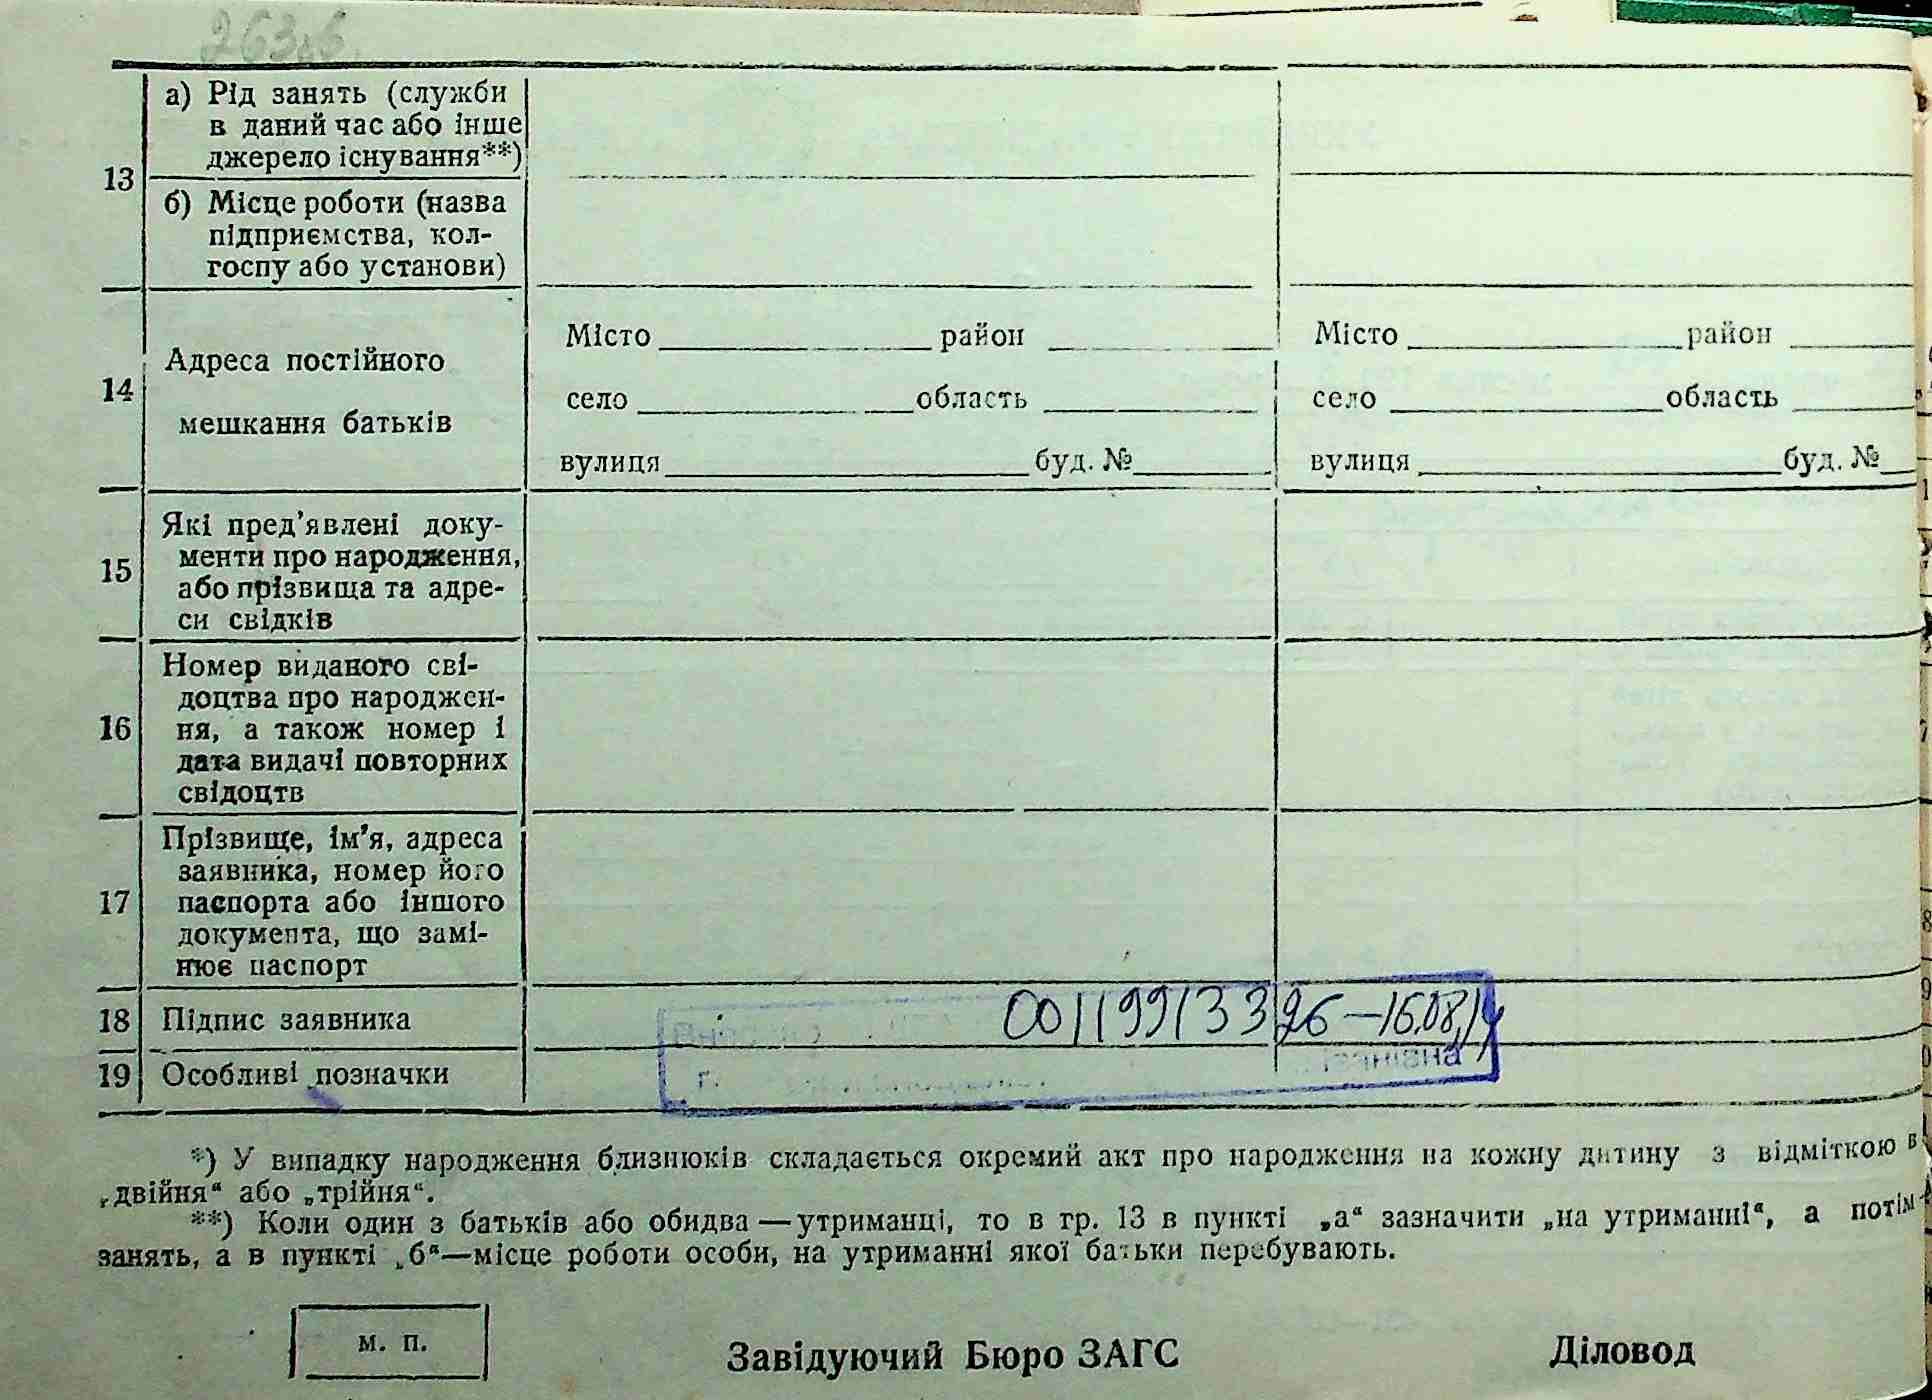 263об.
13
а) Рід занять (служби
в даний час або інше
джерело існування**)
б) Місце роботи (назва
підприємства, кол-
госпу або установи)
14
Адреса постійного
мешкання батьків
Місто район
село область
вулиця буд. №
Місто район
село область
вулиця буд. №
15
Які пред'явлені доку-
менти про народження,
або прізвища та адре-
си свідків
16
Номер виданого сві-
доцтва про народжен-
ня, а також номер і
дата видачі повторних
свідоцтв
17
Прізвище, ім'я, адреса
заявника, номер його
паспорта або іншого
документа, що замі-
нює паспорт
18 Підпис заявника
00119913326—16.08.14
19 Особливі позначки
*) У випадку народження близнюків складається окремий акт про народження на кожну дитину з відміткою в
„двійня“ або „трійня“.
**) Коли один з батьків або обидва—утриманці, то в гр. 13 в пункті „а“ зазначити „на утриманні“, а потім
занять, а в пункті „б“—місце роботи особи, на утриманні якої батьки перебувають.
м. п.
Завідуючий Бюро ЗАГС
Діловод